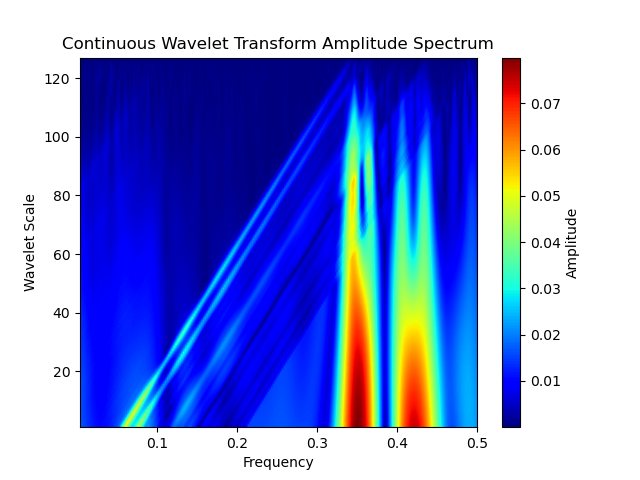 Continuous Wavelet Transform Amplitude Spectrum
120
100
80
60
40
20
Wavelet Scale
0.1 0.2 0.3 0.4 0.5
Frequency
0.07
0.06
0.05
0.04
0.03
0.02
0.01
Amplitude